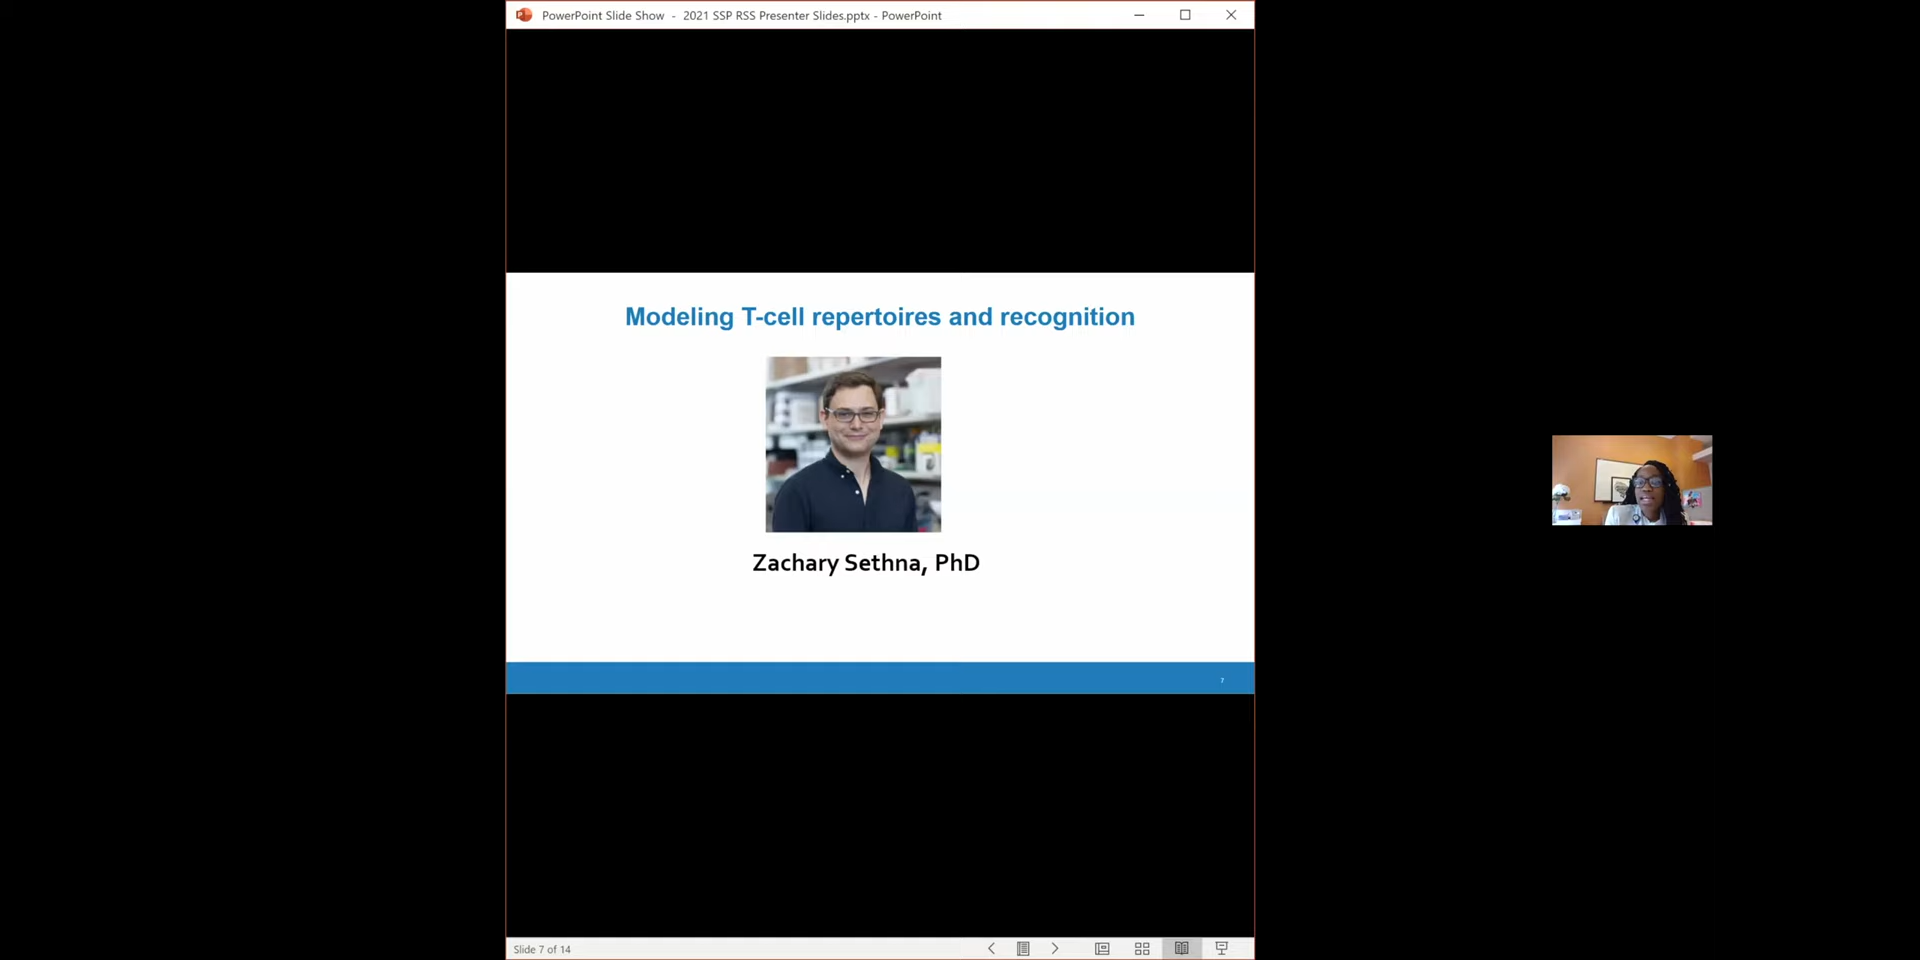 PowerPoint Slide Show - 2021 SSP RSS Presenter Slides.pptx - PowerPoint
Modeling T-cell repertoires and recognition
Zachary Sethna, PhD
7
Slide 7 of 14